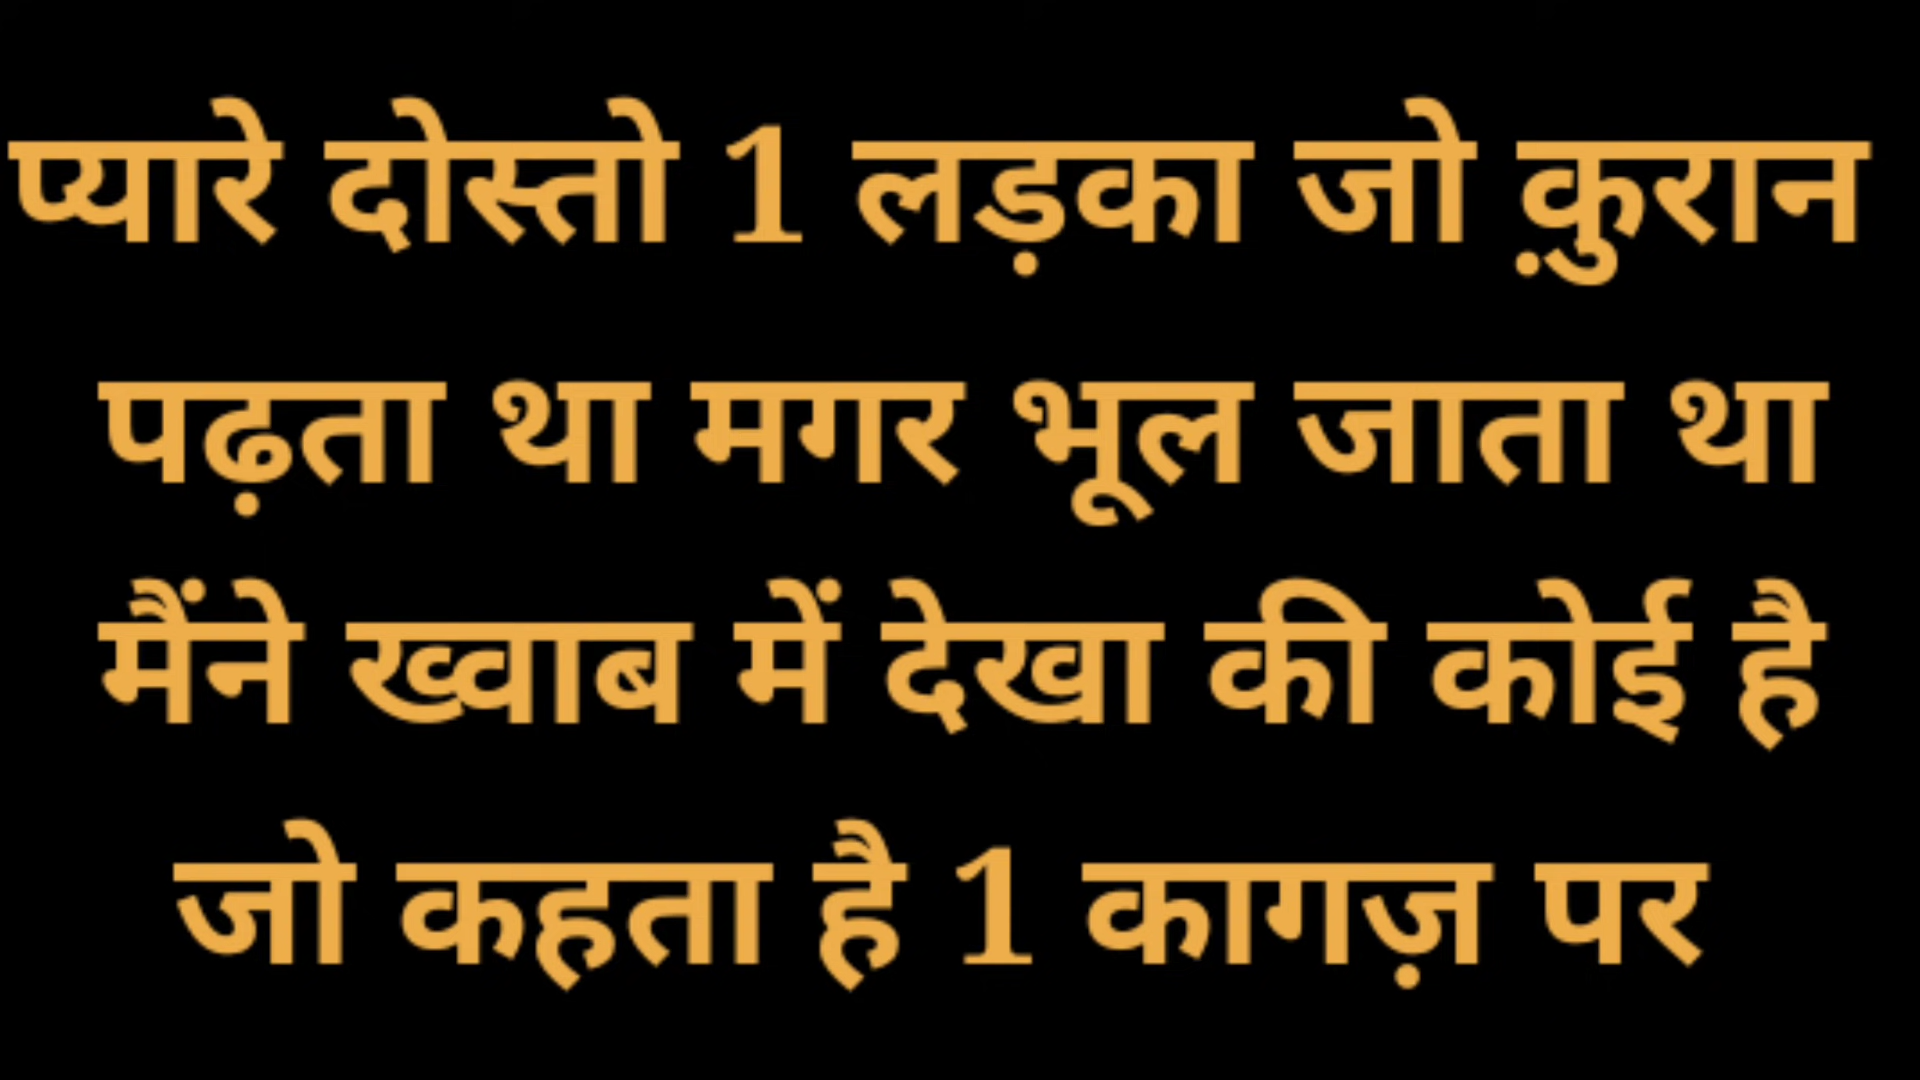 प्यारे दोस्तो 1 लड़का जो क़ुरान
पढ़ता था मगर भूल जाता था
मैंने ख्वाब में देखा की कोई है
जो कहता है 1 कागज़ पर